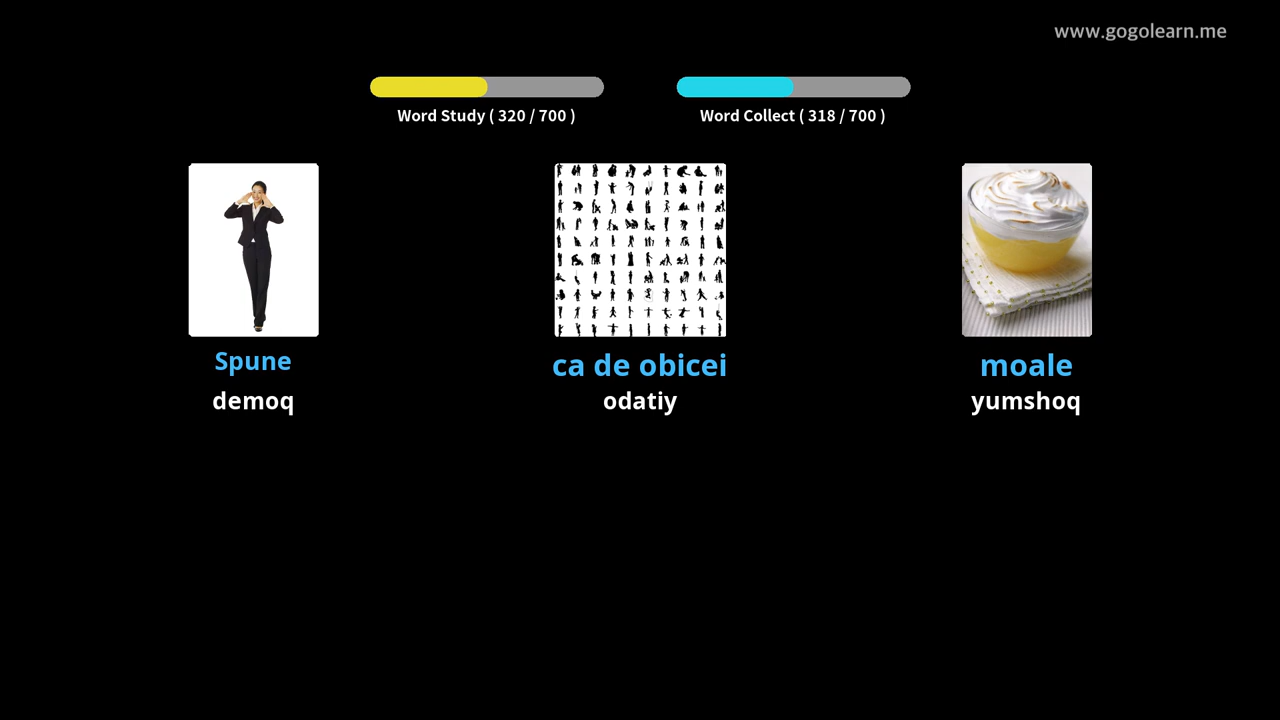 www.gogolearn.me
Word Study ( 320 / 700 )
Word Collect ( 318 / 700 )
Spune
demoq
ca de obicei
odatiy
moale
yumshoq